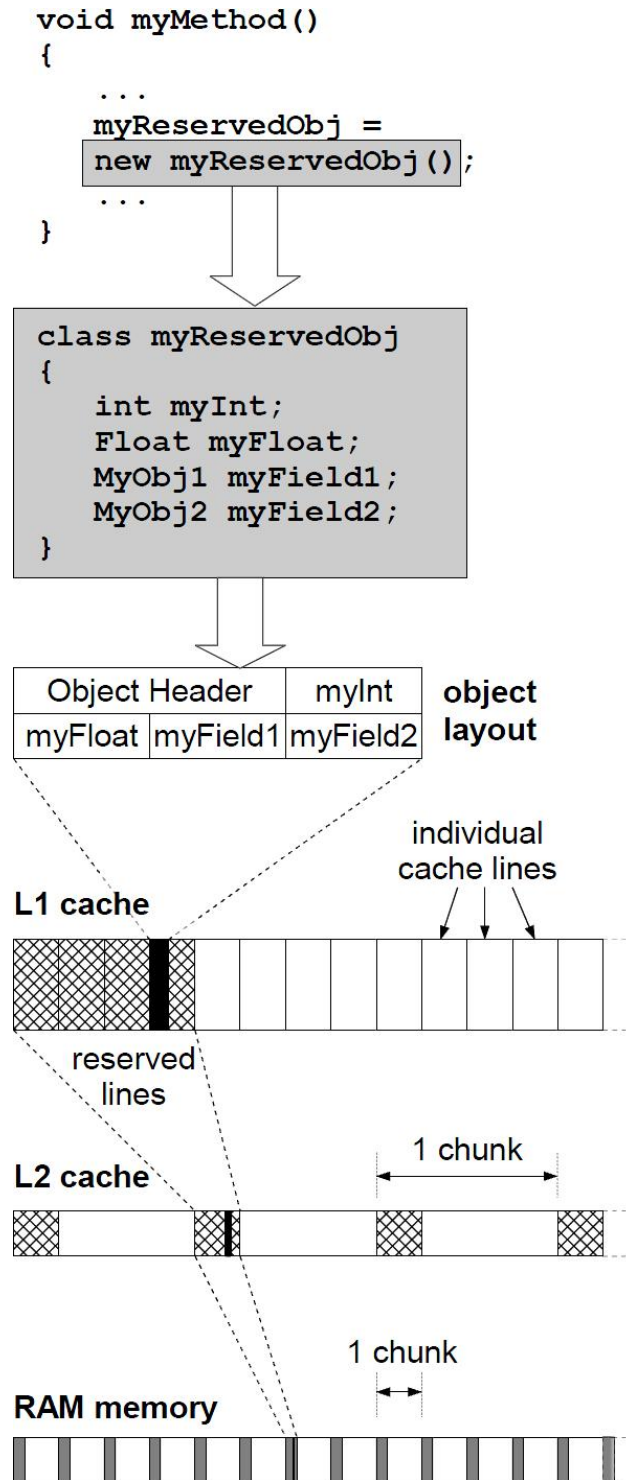 void myMethod()
{
...
myReservedObj =
new myReservedObj();
...
}
class myReservedObj
{
int myInt;
Float myFloat;
MyObj1 myField1;
MyObj2 myField2;
}
Object Header myInt
myFloat myField1 myField2
object
layout
individual
cache lines
L1 cache
reserved
lines
1 chunk
L2 cache
1 chunk
RAM memory